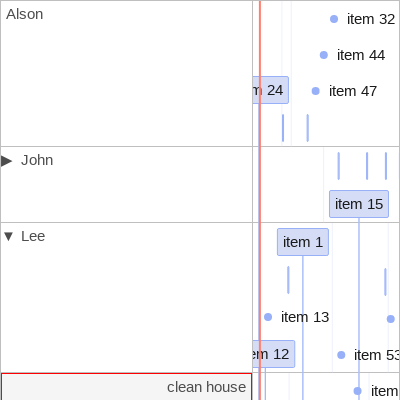 Alson
item 32
item 44
m 24
item 47
▶ John
item 15
▼ Lee
item 1
item 13
em 12
item 53
clean house
item